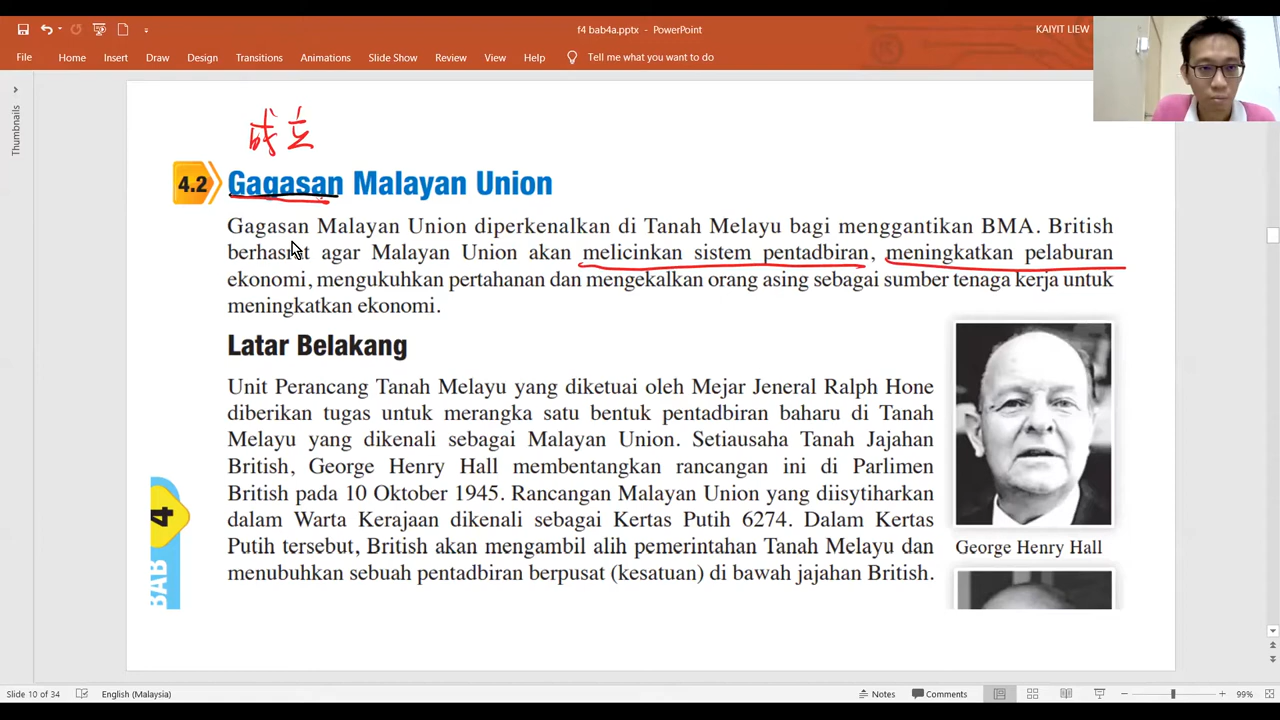 f4 bab4a.pptx - PowerPoint
KAIYIT LIEW
File Home Insert Draw Design Transitions Animations Slide Show Review View Help Tell me what you want to do
Thumbnails
成立
4.2 Gagasan Malayan Union
Gagasan Malayan Union diperkenalkan di Tanah Melayu bagi menggantikan BMA. British
berhasrat agar Malayan Union akan melicinkan sistem pentadbiran, meningkatkan pelaburan
ekonomi, mengukuhkan pertahanan dan mengekalkan orang asing sebagai sumber tenaga kerja untuk
meningkatkan ekonomi.
Latar Belakang
Unit Perancang Tanah Melayu yang diketuai oleh Mejar Jeneral Ralph Hone
diberikan tugas untuk merangka satu bentuk pentadbiran baharu di Tanah
Melayu yang dikenali sebagai Malayan Union. Setiausaha Tanah Jajahan
British, George Henry Hall membentangkan rancangan ini di Parlimen
British pada 10 Oktober 1945. Rancangan Malayan Union yang diisytiharkan
dalam Warta Kerajaan dikenali sebagai Kertas Putih 6274. Dalam Kertas
Putih tersebut, British akan mengambil alih pemerintahan Tanah Melayu dan
menubuhkan sebuah pentadbiran berpusat (kesatuan) di bawah jajahan British.
George Henry Hall
BAB 4
Slide 10 of 34 English (Malaysia) Notes Comments 99%